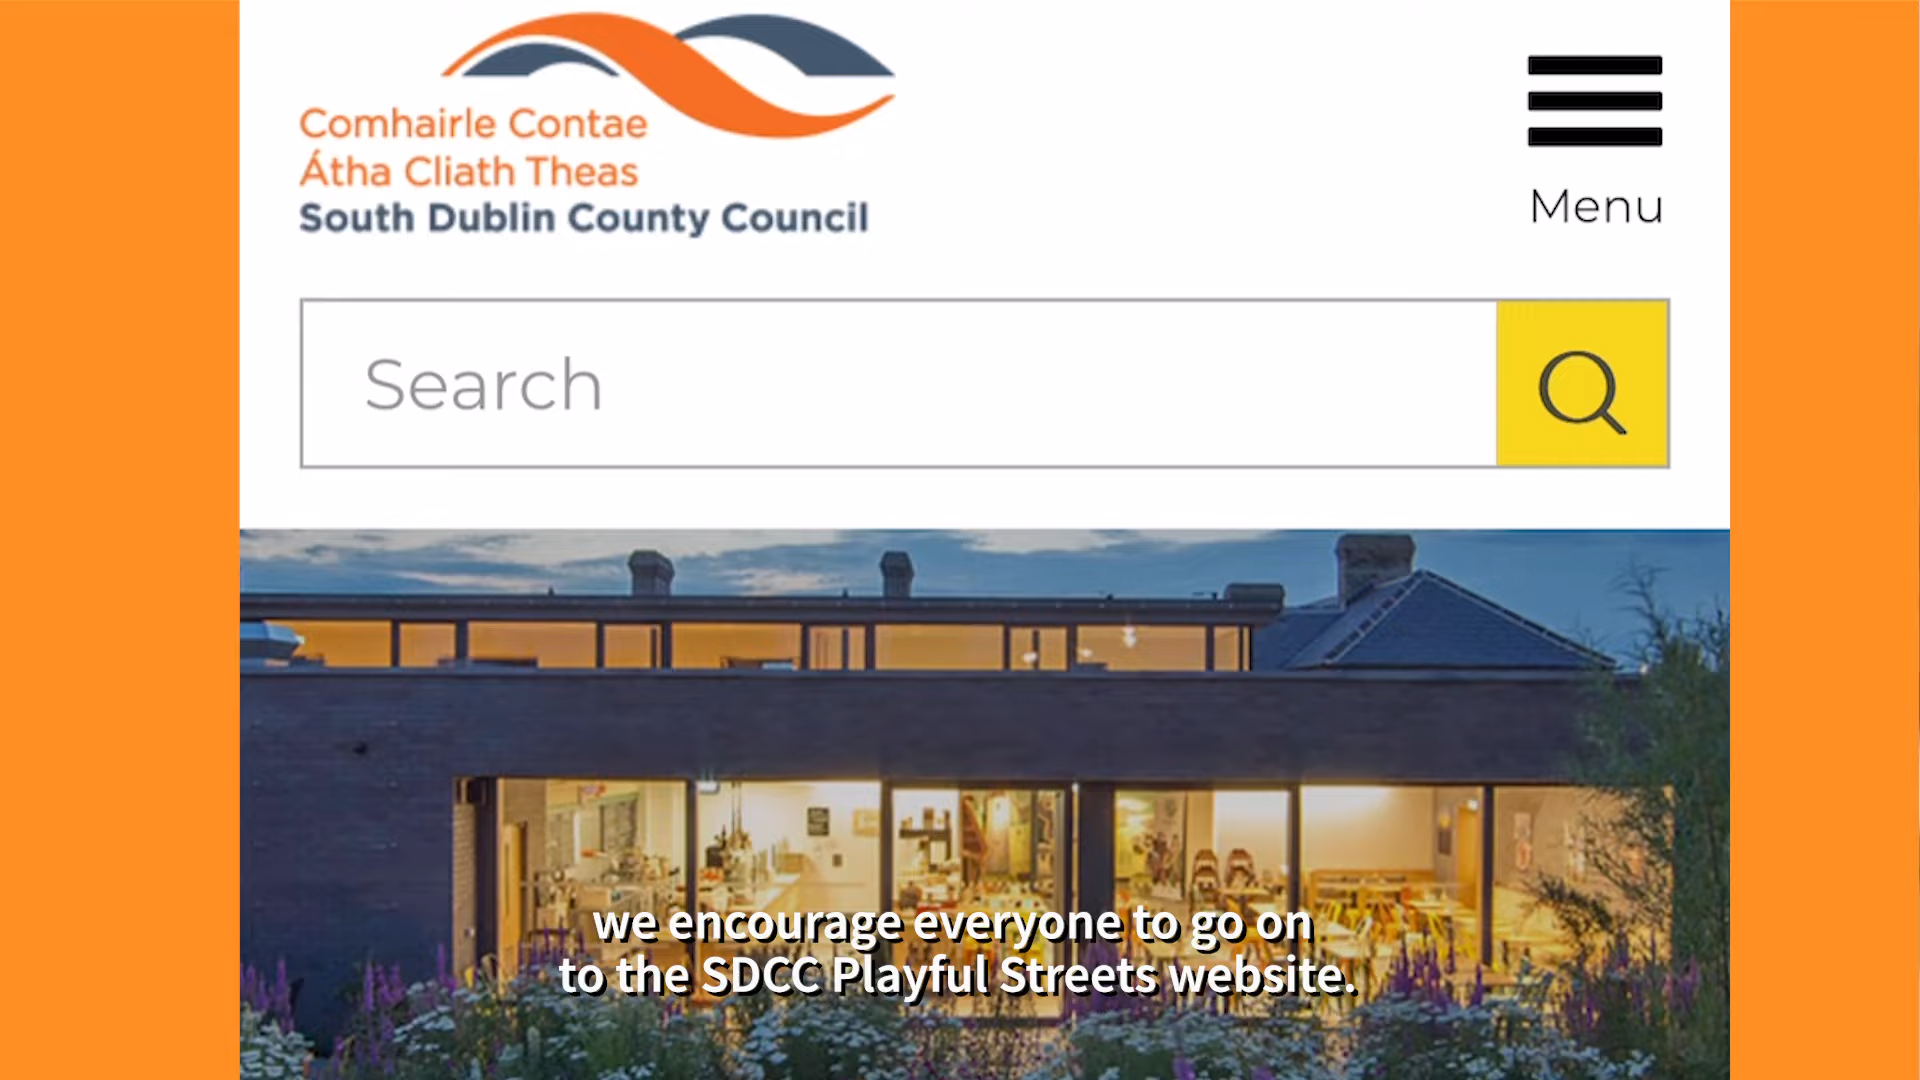 Comhairle Contae
Átha Cliath Theas
South Dublin County Council
Menu
Search
we encourage everyone to go on
to the SDCC Playful Streets website.